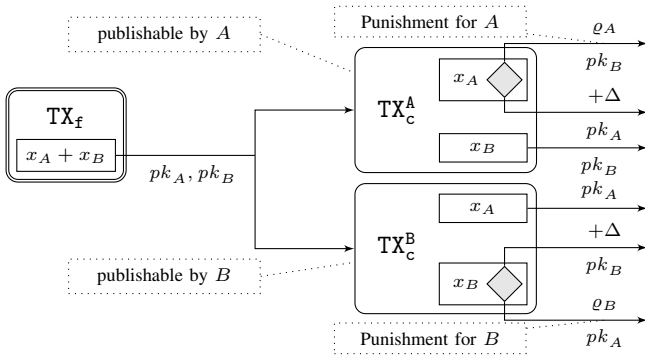 publishable by A
Punishment for A
ϱ_A
pk_B
x_A
+Δ
pk_A
TX_c^A
x_B
pk_B
TX_f
x_A + x_B
pk_A, pk_B
x_A
pk_A
TX_c^B
+Δ
pk_B
x_B
publishable by B
ϱ_B
Punishment for B
pk_A